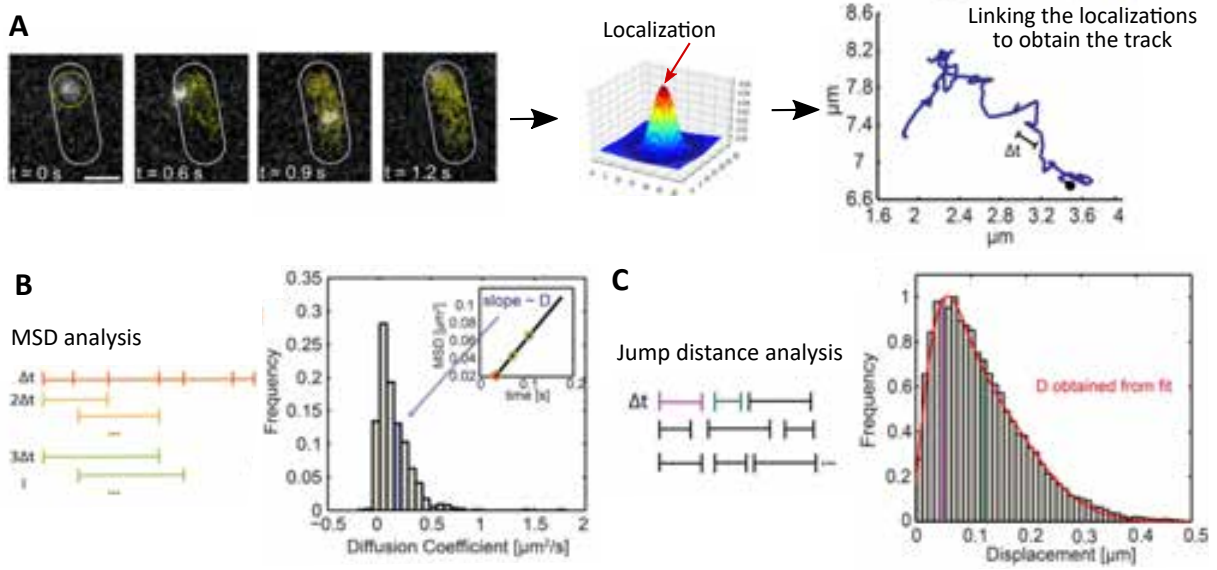 A
t = 0 s
t = 0.6 s
t = 0.9 s
t = 1.2 s
Localization
Linking the localizations
to obtain the track
8.6
8.2
7.8
7.4
7
6.6
µm
Δt
1.6 2 2.4 2.8 3.2 3.6 4
µm
B
MSD analysis
Δt
2Δt
...
3Δt
...
0.35
0.3
0.25
0.2
0.15
0.1
0.05
0
Frequency
slope ~ D
MSD [µm²]
0.1
0.08
0.06
0.04
0.02
0 0.1 0.2
time [s]
−0.5 0 0.5 1 1.5 2
Diffusion Coefficient [µm²/s]
C
Jump distance analysis
Δt
...
1
0.8
0.6
0.4
0.2
0
Frequency
D obtained from fit
0 0.1 0.2 0.3 0.4 0.5
Displacement [µm]